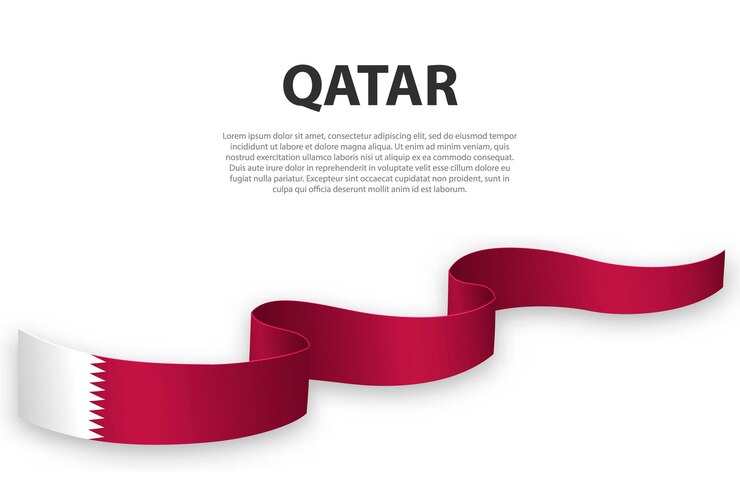 QATAR
Lorem ipsum dolor sit amet, consectetur adipiscing elit, sed do eiusmod tempor
incididunt ut labore et dolore magna aliqua. Ut enim ad minim veniam, quis
nostrud exercitation ullamco laboris nisi ut aliquip ex ea commodo consequat.
Duis aute irure dolor in reprehenderit in voluptate velit esse cillum dolore eu
fugiat nulla pariatur. Excepteur sint occaecat cupidatat non proident, sunt in
culpa qui officia deserunt mollit anim id est laborum.